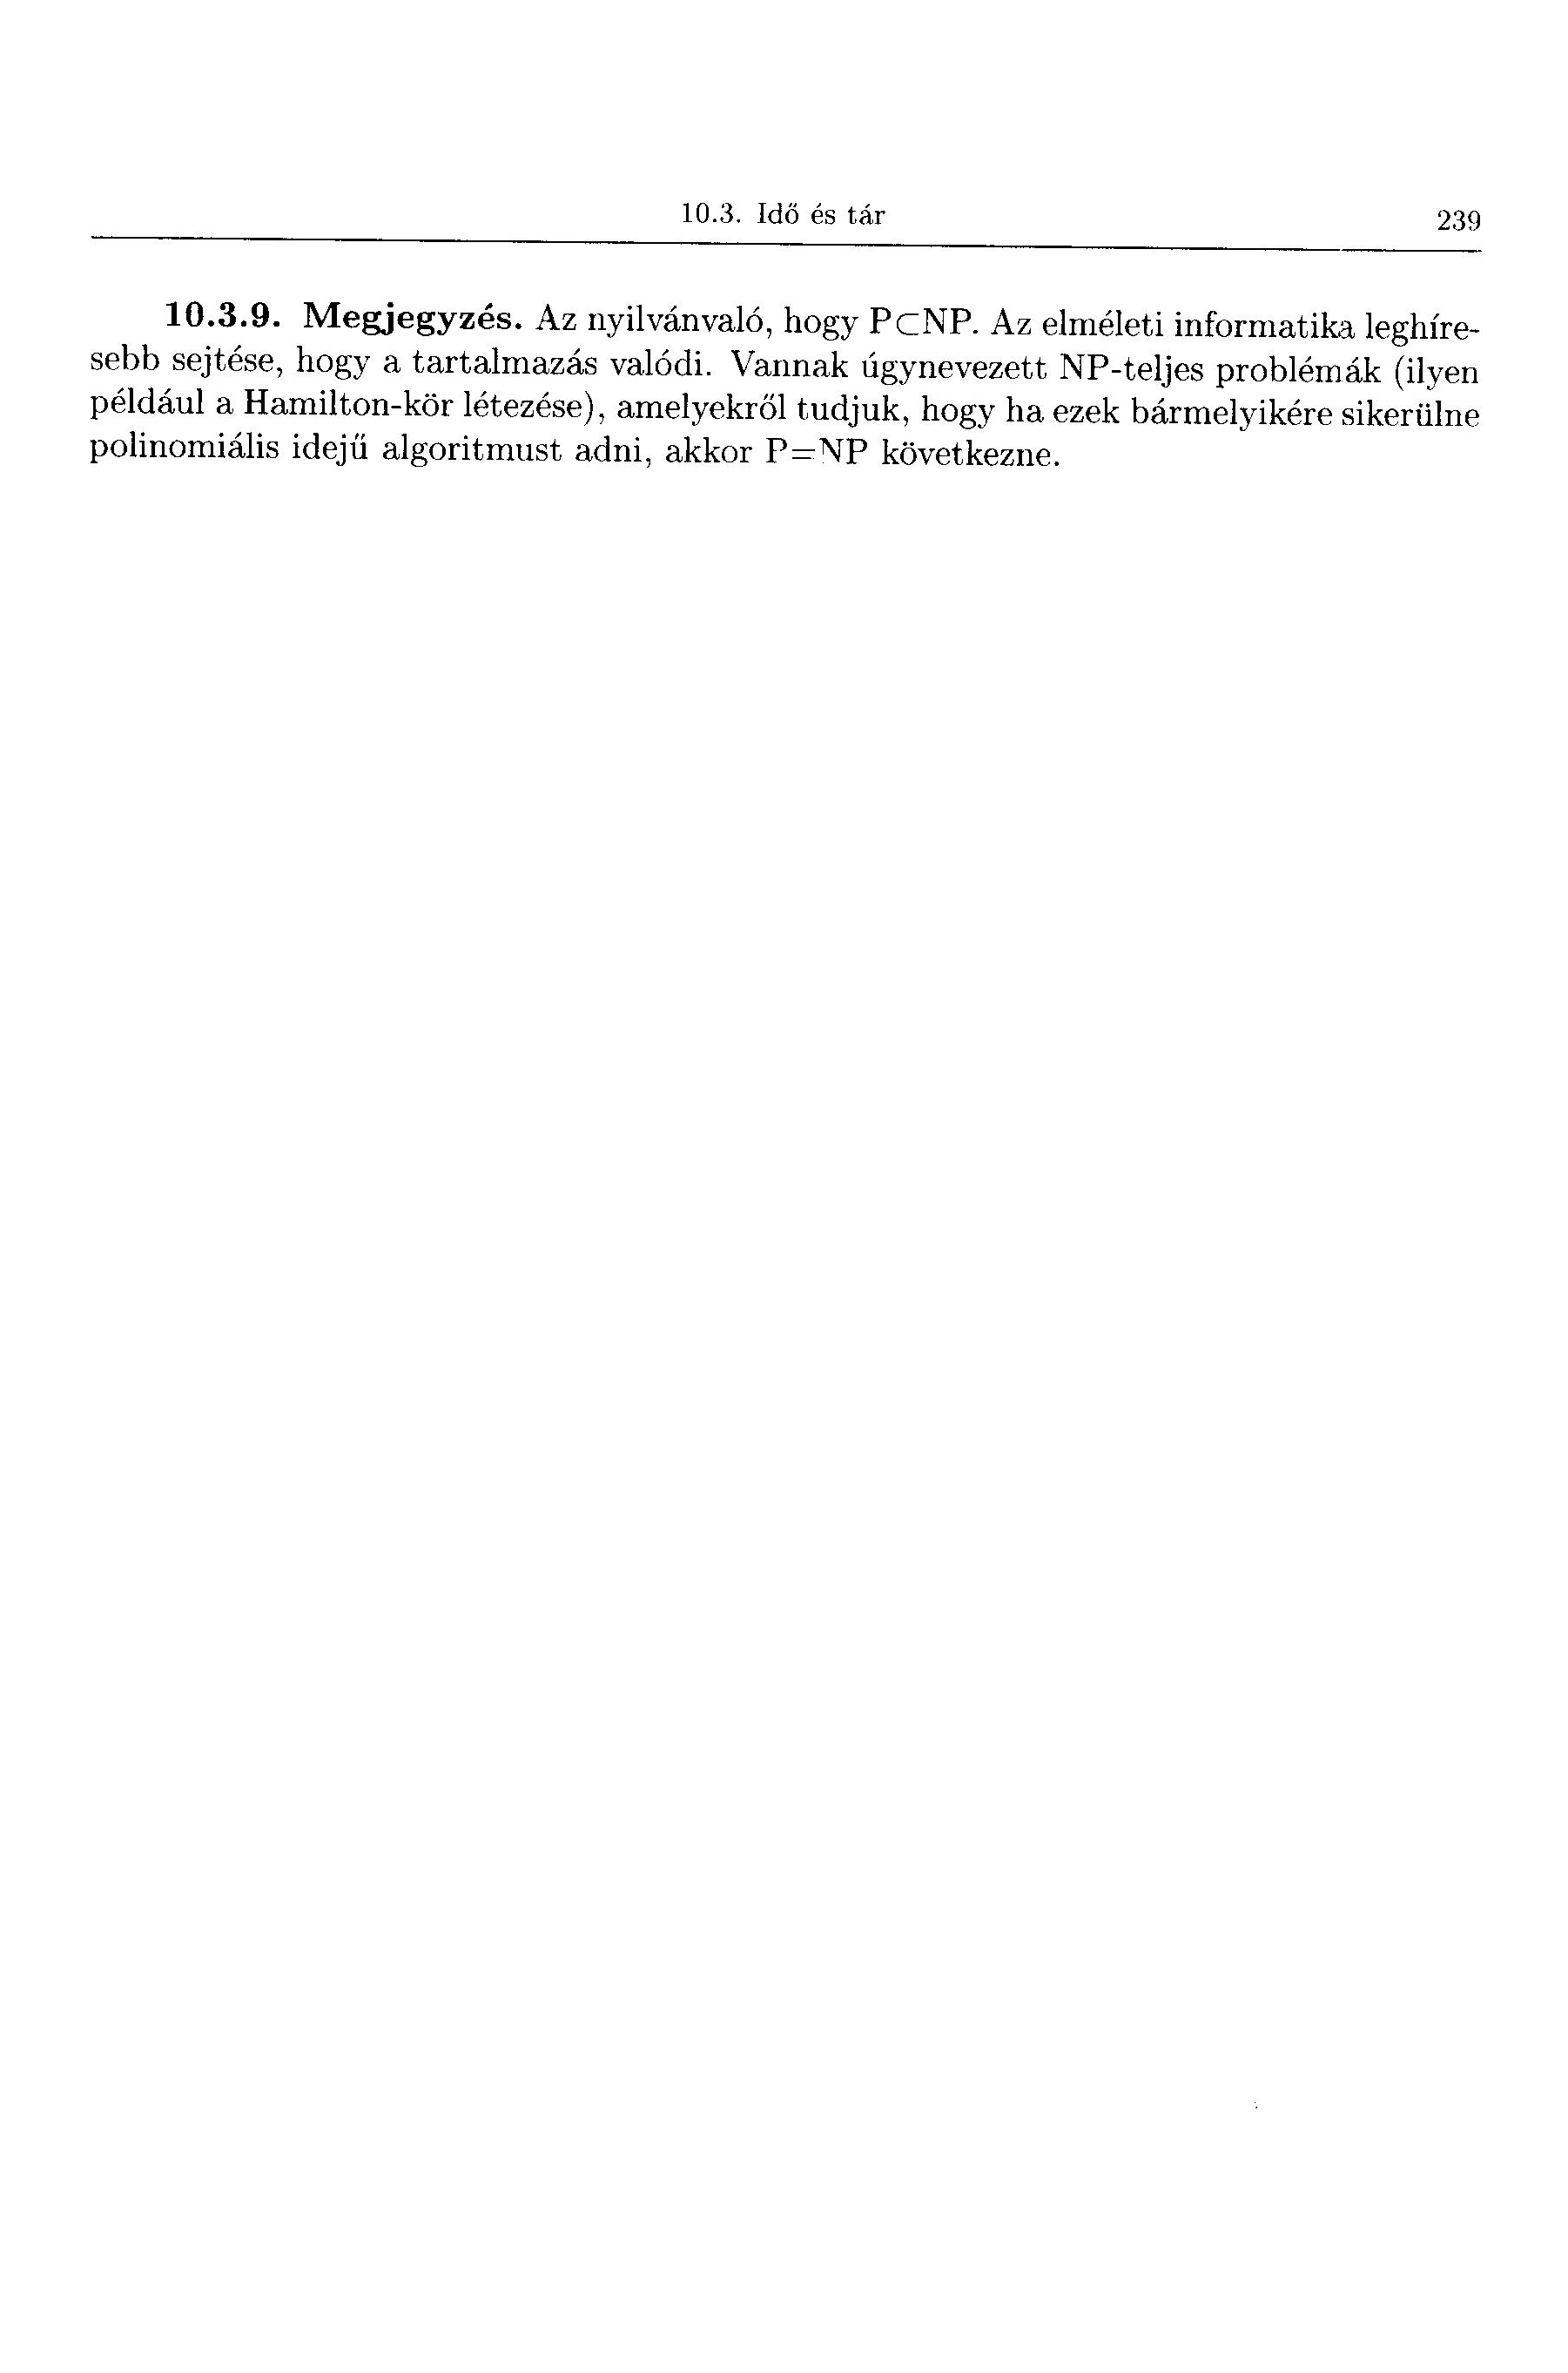 10.3. Idő és tár 239
10.3.9. Megjegyzés. Az nyilvánvaló, hogy P⊂NP. Az elméleti informatika leghíre-
sebb sejtése, hogy a tartalmazás valódi. Vannak úgynevezett NP-teljes problémák (ilyen
például a Hamilton-kör létezése), amelyekről tudjuk, hogy ha ezek bármelyikére sikerülne
polinomiális idejű algoritmust adni, akkor P=NP következne.